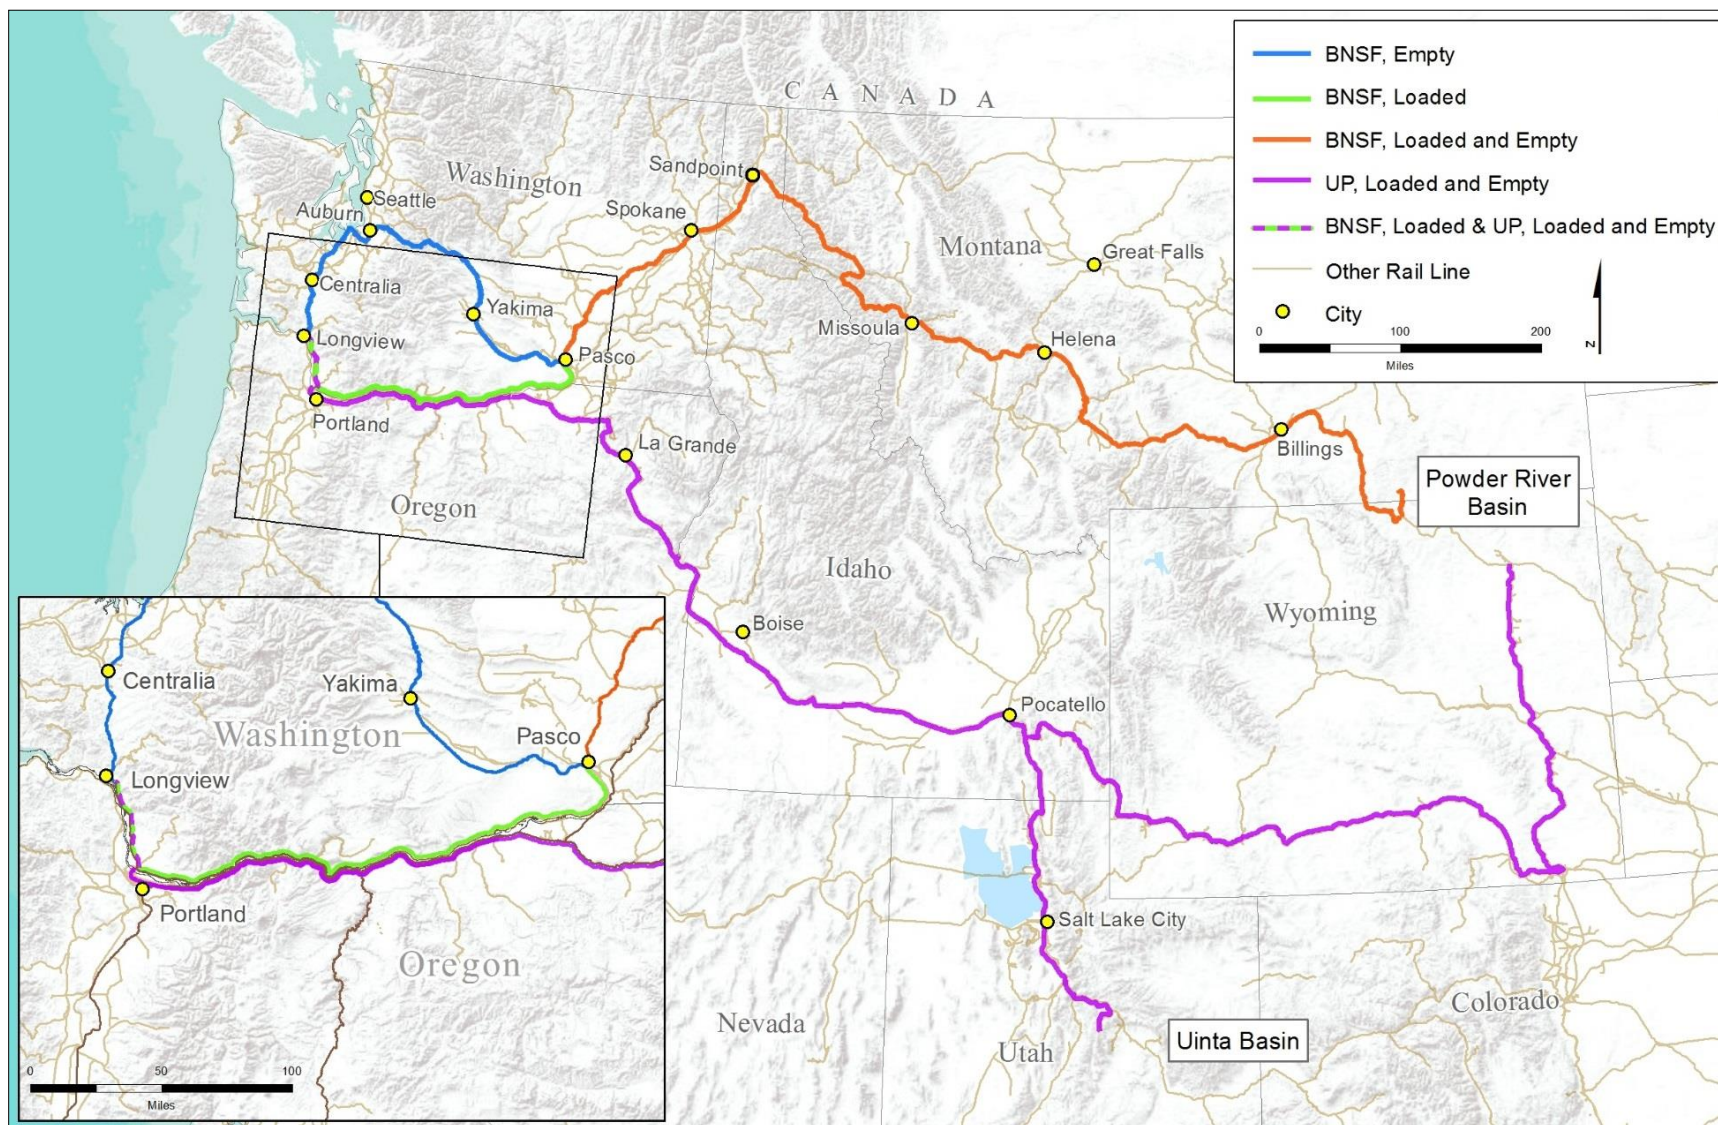 BNSF, Empty
BNSF, Loaded
BNSF, Loaded and Empty
UP, Loaded and Empty
BNSF, Loaded & UP, Loaded and Empty
Other Rail Line
City
0 100 200
Miles
N
CANADA
Washington
Sandpoint
Seattle
Auburn
Spokane
Montana
Great Falls
Centralia
Yakima
Missoula
Helena
Longview
Pasco
Portland
La Grande
Billings
Powder River
Basin
Oregon
Idaho
Wyoming
Boise
Pocatello
Salt Lake City
Nevada
Utah
Uinta Basin
Colorado
Centralia
Yakima
Washington
Pasco
Longview
Portland
Oregon
0 50 100
Miles